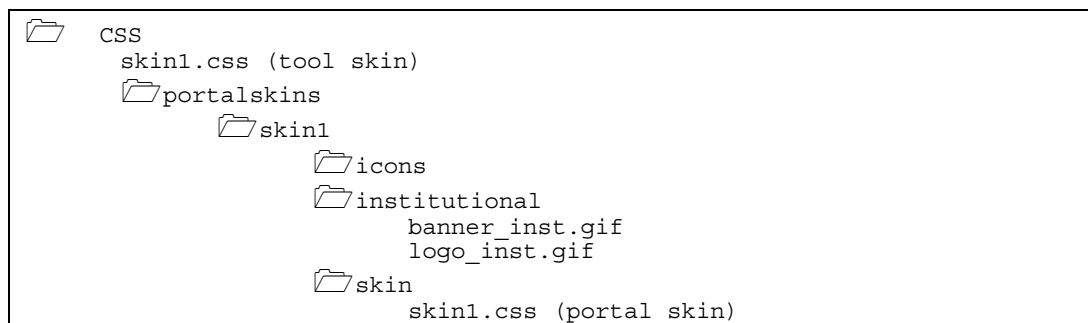 CSS
skin1.css (tool skin)
portalskins
skin1
icons
institutional
banner_inst.gif
logo_inst.gif
skin
skin1.css (portal skin)